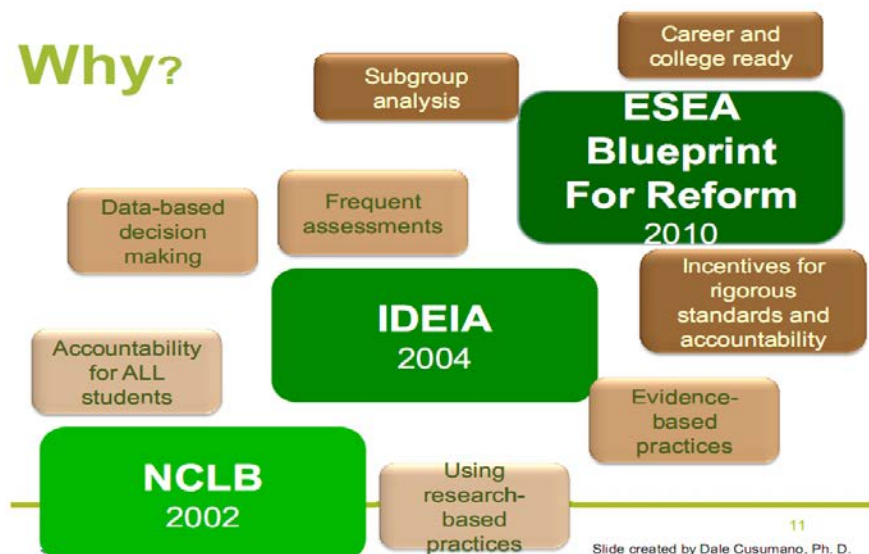 Why?
Career and
college ready
Subgroup
analysis
ESEA
Blueprint
For Reform
2010
Data-based
decision
making
Frequent
assessments
Incentives for
rigorous
standards and
accountability
IDEIA
2004
Accountability
for ALL
students
Evidence-
based
practices
NCLB
2002
Using
research-
based
practices
11
Slide created by Dale Cusumano, Ph. D.